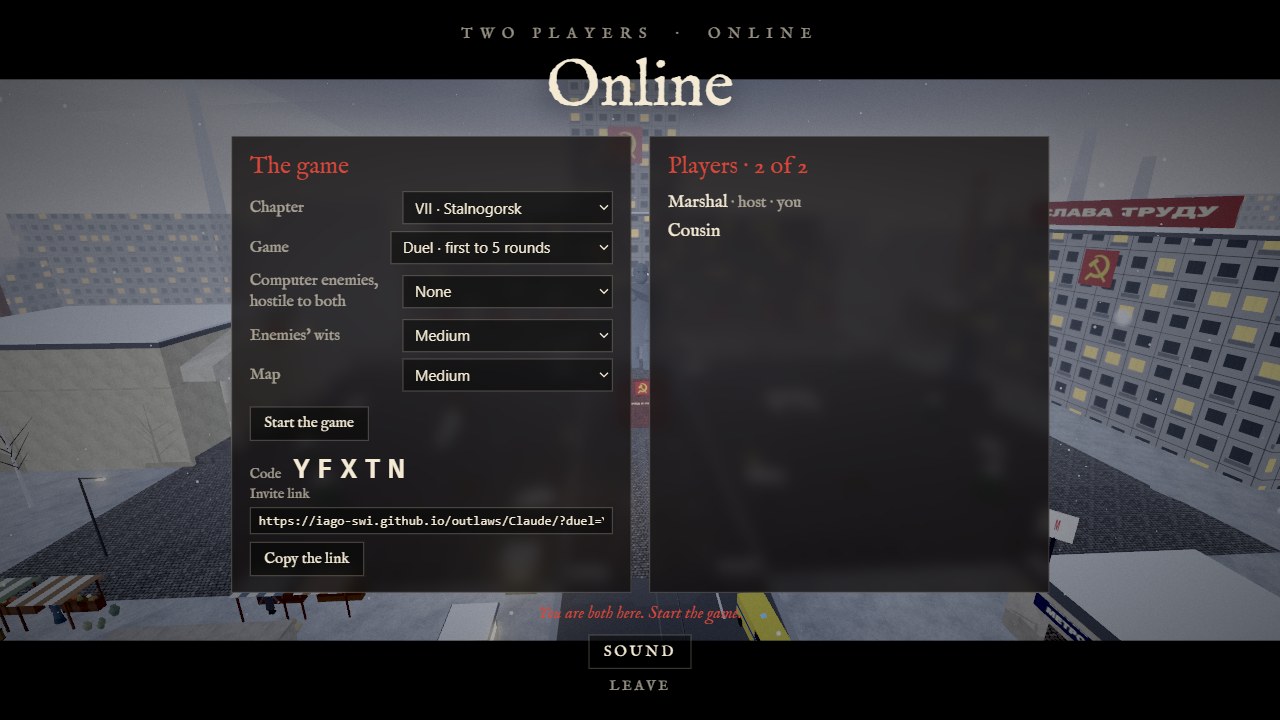 TWO PLAYERS · ONLINE
Online
The game
Chapter
VII · Stalnogorsk
Game
Duel · first to 5 rounds
Computer enemies,
hostile to both
None
Enemies' wits
Medium
Map
Medium
Start the game
Code YFXTN
Invite link
https://iago-swi.github.io/outlaws/Claude/?duel=
Copy the link
Players · 2 of 2
Marshal · host · you
Cousin
СЛАВА ТРУДУ
МЕТРО
You are both here. Start the game.
SOUND
LEAVE